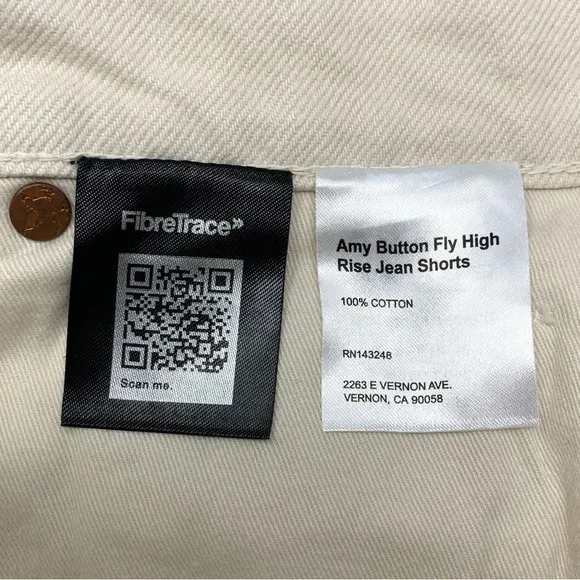 FibreTrace»
Scan me.
Amy Button Fly High
Rise Jean Shorts
100% COTTON
RN143248
2263 E VERNON AVE.
VERNON, CA 90058